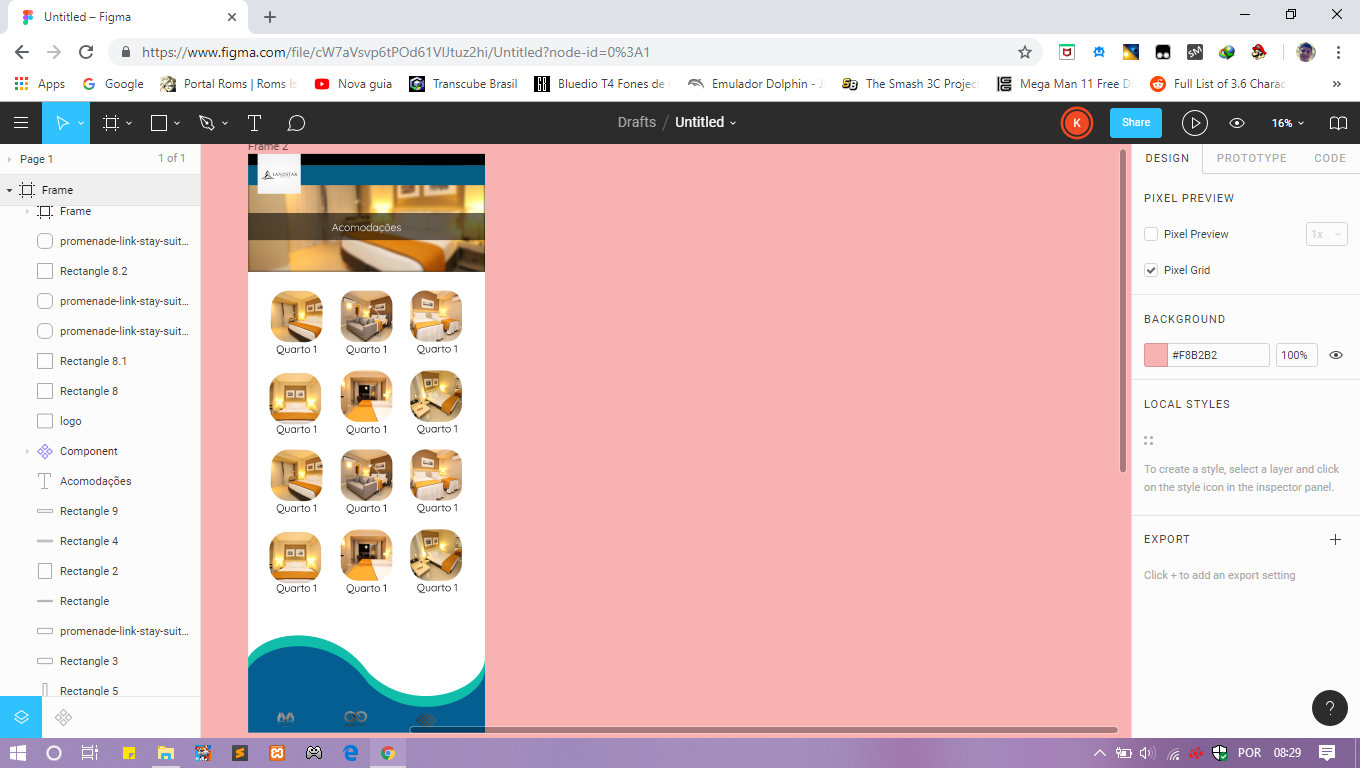 Untitled – Figma
https://www.figma.com/file/cW7aVsvp6tPOd61VlJtuz2hi/Untitled?node-id=0%3A1
SM
Apps
Google
Portal Roms | Roms Is
Nova guia
Transcube Brasil
Bluedio T4 Fones de
Emulador Dolphin - J
The Smash 3C Projec
Mega Man 11 Free D
Full List of 3.6 Charac
Drafts / Untitled
K
Share
16%
Page 1
1 of 1
Frame
Frame
promenade-link-stay-suit...
Rectangle 8.2
promenade-link-stay-suit...
promenade-link-stay-suit...
Rectangle 8.1
Rectangle 8
logo
Component
Acomodações
Rectangle 9
Rectangle 4
Rectangle 2
Rectangle
promenade-link-stay-suit...
Rectangle 3
Rectangle 5
Frame 2
LANDSTAR
Acomodações
Quarto 1
Quarto 1
Quarto 1
Quarto 1
Quarto 1
Quarto 1
Quarto 1
Quarto 1
Quarto 1
Quarto 1
Quarto 1
Quarto 1
DESIGN
PROTOTYPE
CODE
PIXEL PREVIEW
Pixel Preview
1x
Pixel Grid
BACKGROUND
#F8B2B2
100%
LOCAL STYLES
To create a style, select a layer and click
on the style icon in the inspector panel.
EXPORT
Click + to add an export setting
?
POR
08:29